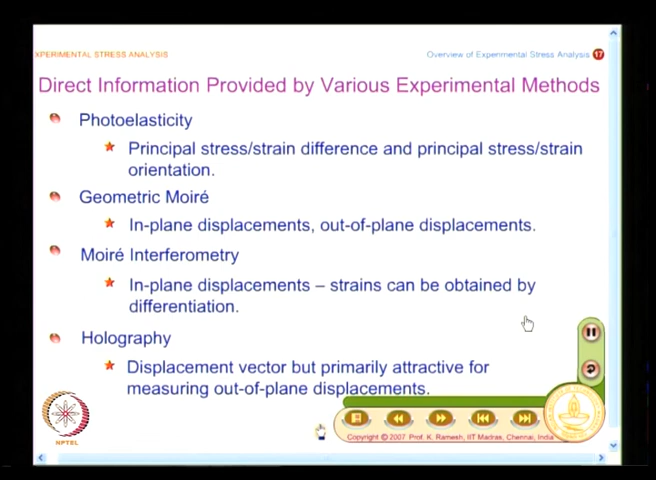 XPERIMENTAL STRESS ANALYSIS
Overview of Experimental Stress Analysis 17
Direct Information Provided by Various Experimental Methods
Photoelasticity
Principal stress/strain difference and principal stress/strain
orientation.
Geometric Moiré
In-plane displacements, out-of-plane displacements.
Moiré Interferometry
In-plane displacements – strains can be obtained by
differentiation.
Holography
Displacement vector but primarily attractive for
measuring out-of-plane displacements.
NPTEL
Copyright © 2007 Prof. K. Ramesh, IIT Madras, Chennai, India